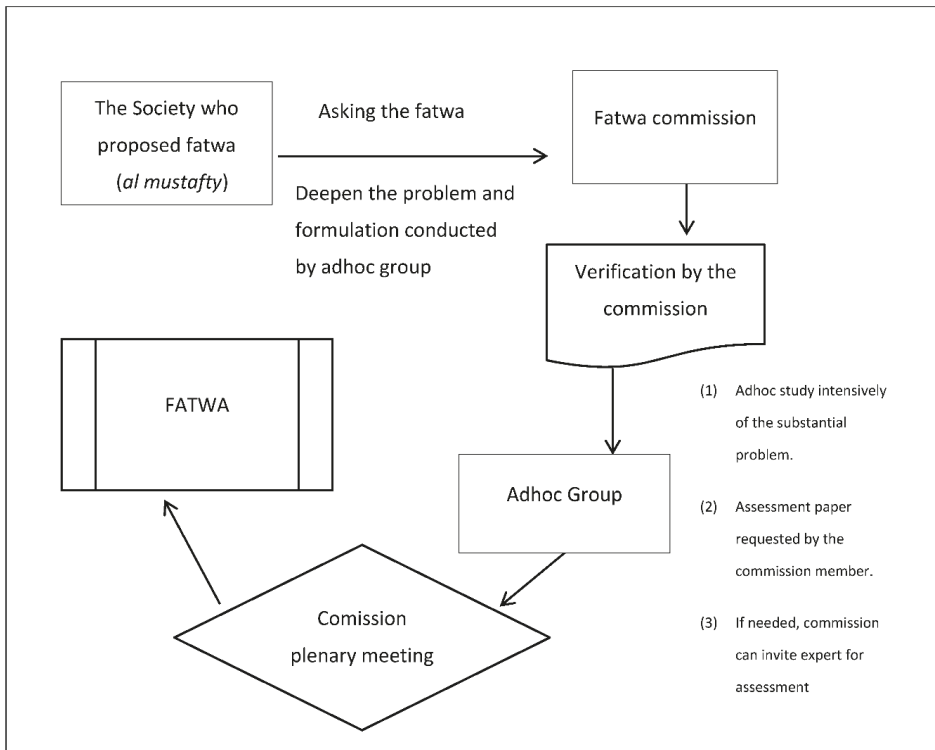 The Society who
proposed fatwa
(al mustafty)
Asking the fatwa
Deepen the problem and
formulation conducted
by adhoc group
Fatwa commission
Verification by the
commission
FATWA
Adhoc Group
(1) Adhoc study intensively
of the substantial
problem.
(2) Assessment paper
requested by the
commission member.
(3) If needed, commission
can invite expert for
assessment
Comission
plenary meeting